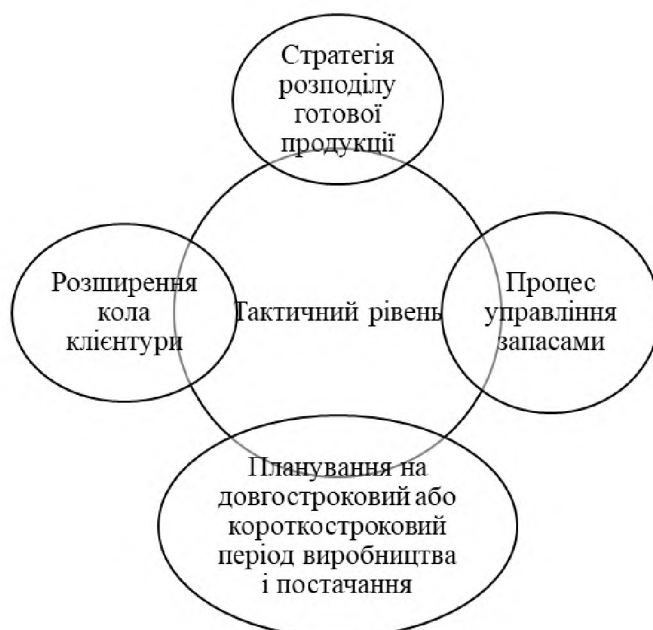 Стратегія
розподілу
готової
продукції
Розширення
кола
клієнтури
Тактичний рівень
Процес
управління
запасами
Планування на
довгостроковий або
короткостроковий
період виробництва
і постачання